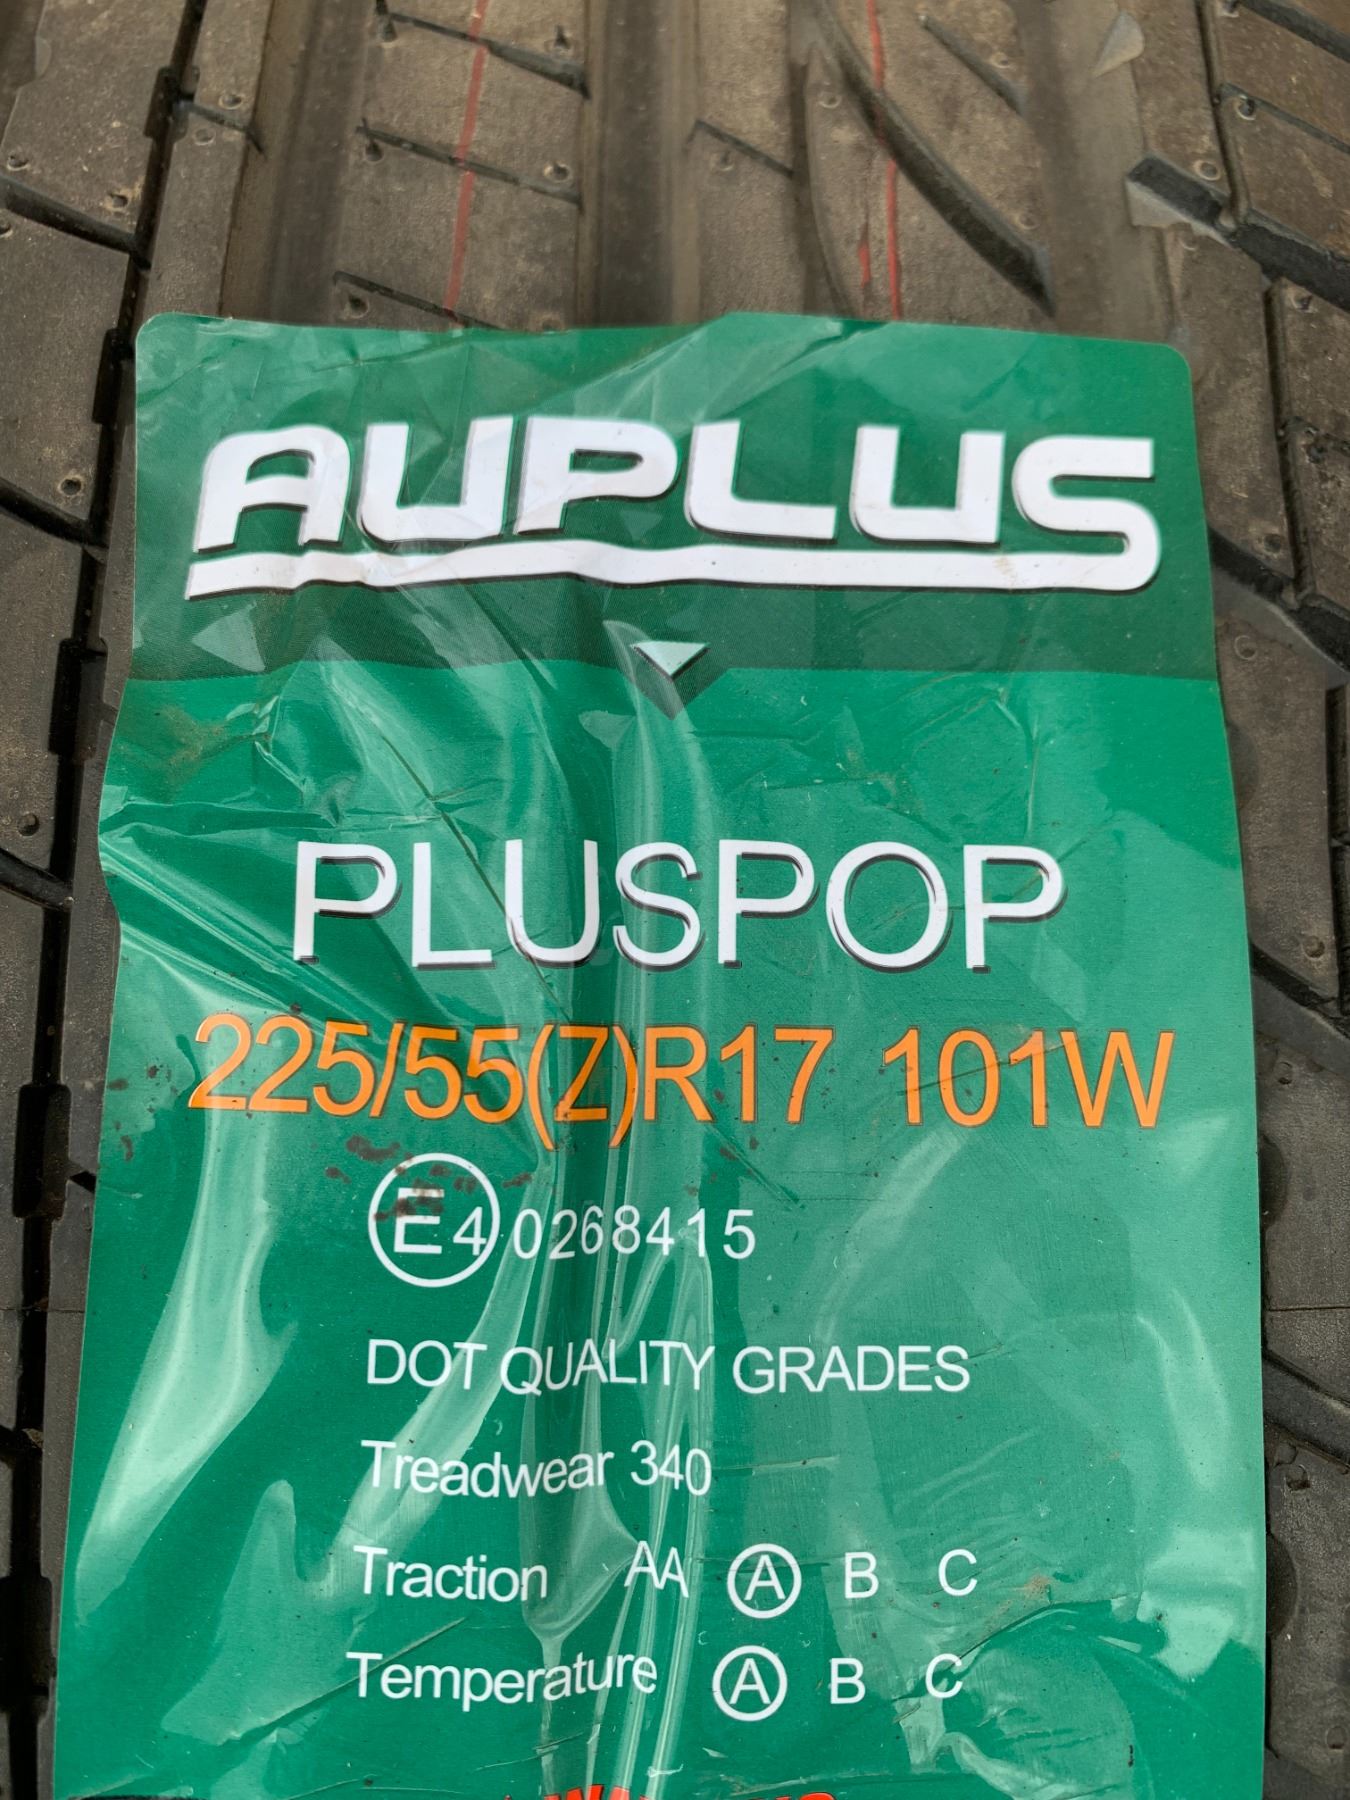 AUPLUS
PLUSPOP
225/55(Z)R17 101W
E4 0268415
DOT QUALITY GRADES
Treadwear 340
Traction AA A B C
Temperature A B C